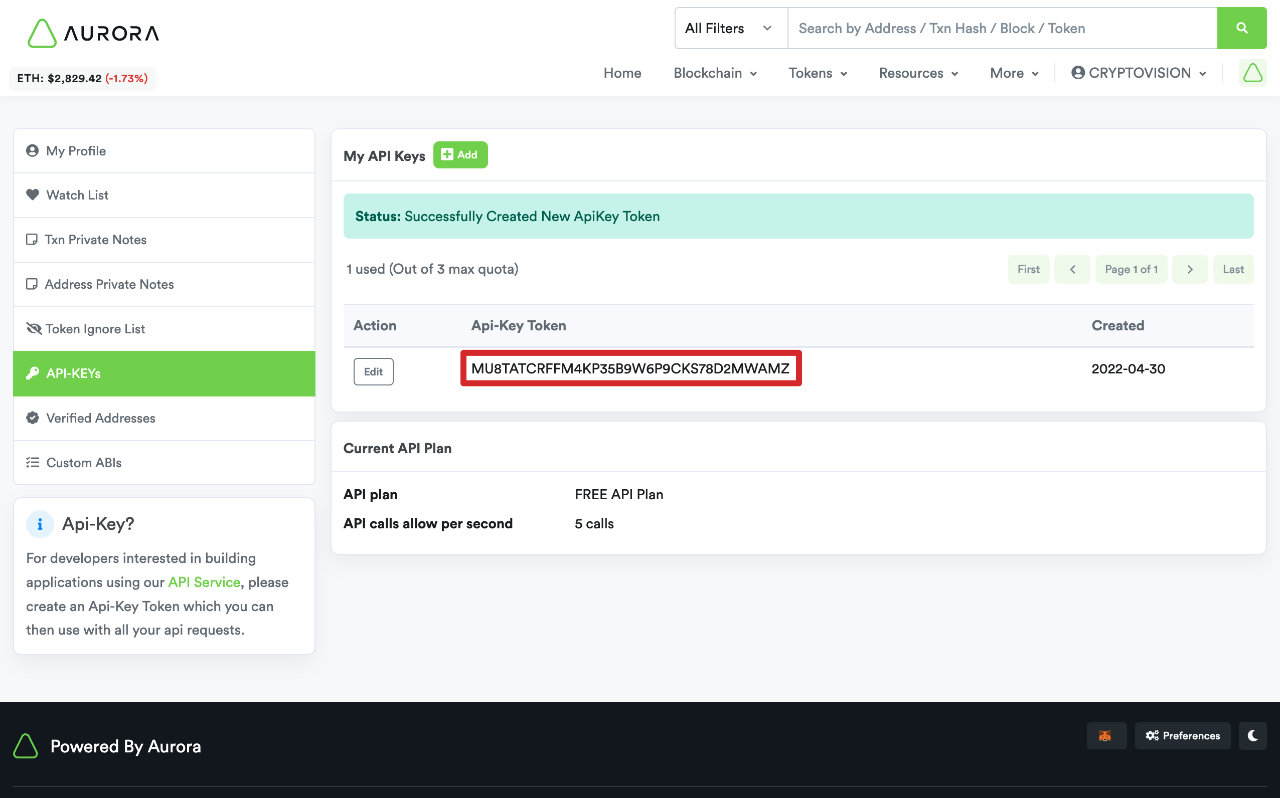 AURORA
All Filters
Search by Address / Txn Hash / Block / Token
ETH: $2,829.42 (-1.73%)
Home
Blockchain
Tokens
Resources
More
CRYPTOVISION
My Profile
Watch List
Txn Private Notes
Address Private Notes
Token Ignore List
API-KEYs
Verified Addresses
Custom ABIs
Api-Key?
For developers interested in building
applications using our API Service, please
create an Api-Key Token which you can
then use with all your api requests.
My API Keys
Add
Status: Successfully Created New ApiKey Token
1 used (Out of 3 max quota)
First
Page 1 of 1
Last
Action Api-Key Token Created
Edit MU8TATCRFFM4KP35B9W6P9CKS78D2MWAMZ 2022-04-30
Current API Plan
API plan FREE API Plan
API calls allow per second 5 calls
Powered By Aurora
Preferences